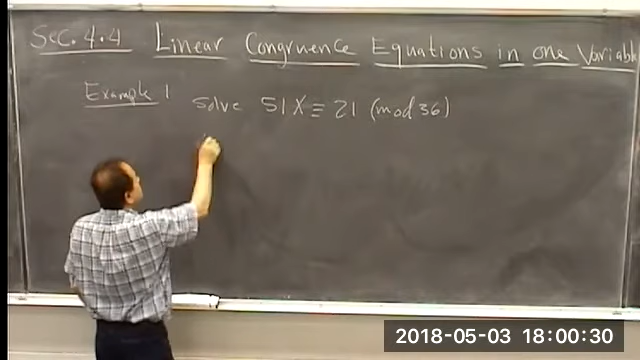 Sec. 4.4 Linear Congruence Equations in one Variable
Example 1 Solve 51X ≡ 21 (mod 36)
2018-05-03 18:00:30